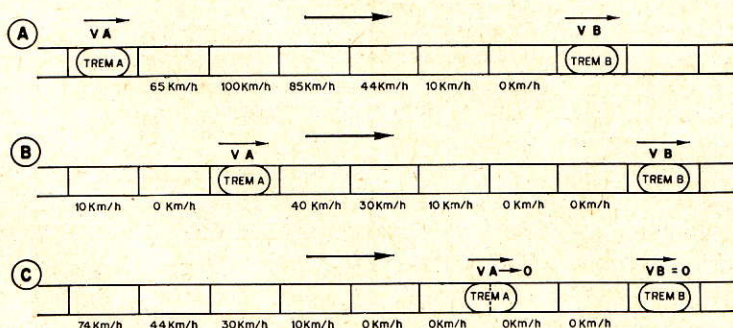 A
VA VB
TREM A TREM B
65 Km/h 100Km/h 85Km/h 44Km/h 10Km/h 0Km/h
B
VA VB
TREM A TREM B
10Km/h 0 Km/h 40 Km/h 30Km/h 10Km/h 0 Km/h 0Km/h
C
VA→0 VB = 0
TREM A TREM B
74Km/h 44Km/h 30Km/h 10Km/h 0Km/h 0Km/h 0Km/h 0Km/h